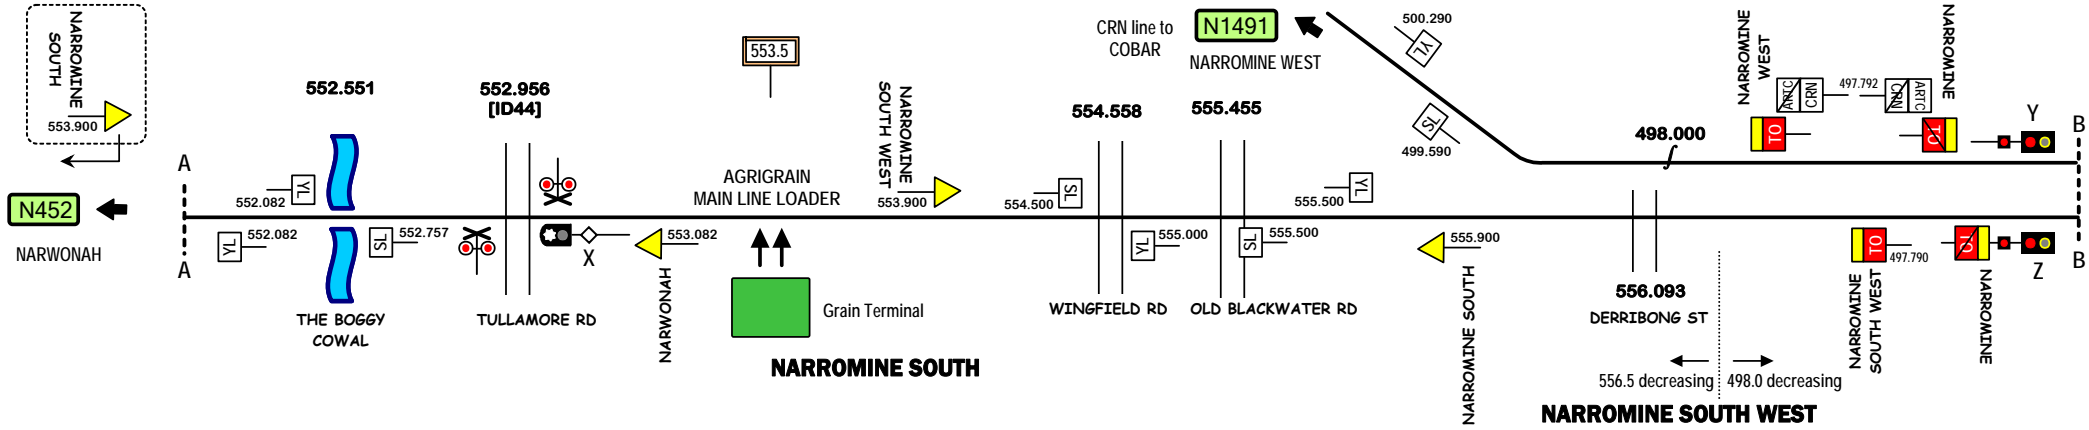 NARROMINE
SOUTH
553.900
N452
NARWONAH
A
A
552.082
YL
YL
552.082
552.551
THE BOGGY
COWAL
SL
552.757
552.956
[ID44]
TULLAMORE RD
X
553.082
NARWONAH
553.5
AGRIGRAIN
MAIN LINE LOADER
Grain Terminal
NARROMINE SOUTH
NARROMINE
SOUTH WEST
553.900
554.500
SL
554.558
WINGFIELD RD
YL
555.000
555.455
OLD BLACKWATER RD
SL
555.500
555.500
YL
CRN line to
COBAR
N1491
NARROMINE WEST
500.290
YL
SL
499.590
555.900
NARROMINE SOUTH
498.000
556.093
DERRIBONG ST
556.5 decreasing
498.0 decreasing
NARROMINE SOUTH WEST
NARROMINE
WEST
TO
ARTC
CRN
497.792
CRN
ARTC
NARROMINE
TO
Y
B
B
NARROMINE
SOUTH WEST
TO
497.790
TO
NARROMINE
Z